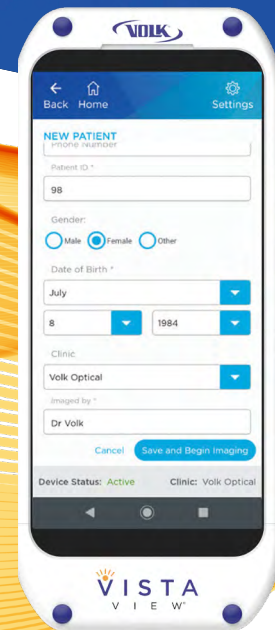 VOLK
Back Home Settings
NEW PATIENT
Phone Number
Patient ID *
98
Gender:
Male Female Other
Date of Birth *
July
8 1984
Clinic
Volk Optical
Imaged by *
Dr Volk
Cancel Save and Begin Imaging
Device Status: Active Clinic: Volk Optical
VISTA
VIEW